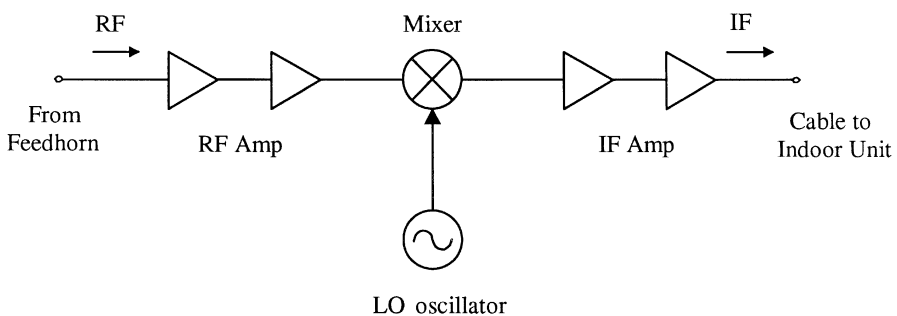 RF
Mixer
IF
From
Feedhorn
RF Amp
IF Amp
Cable to
Indoor Unit
LO oscillator